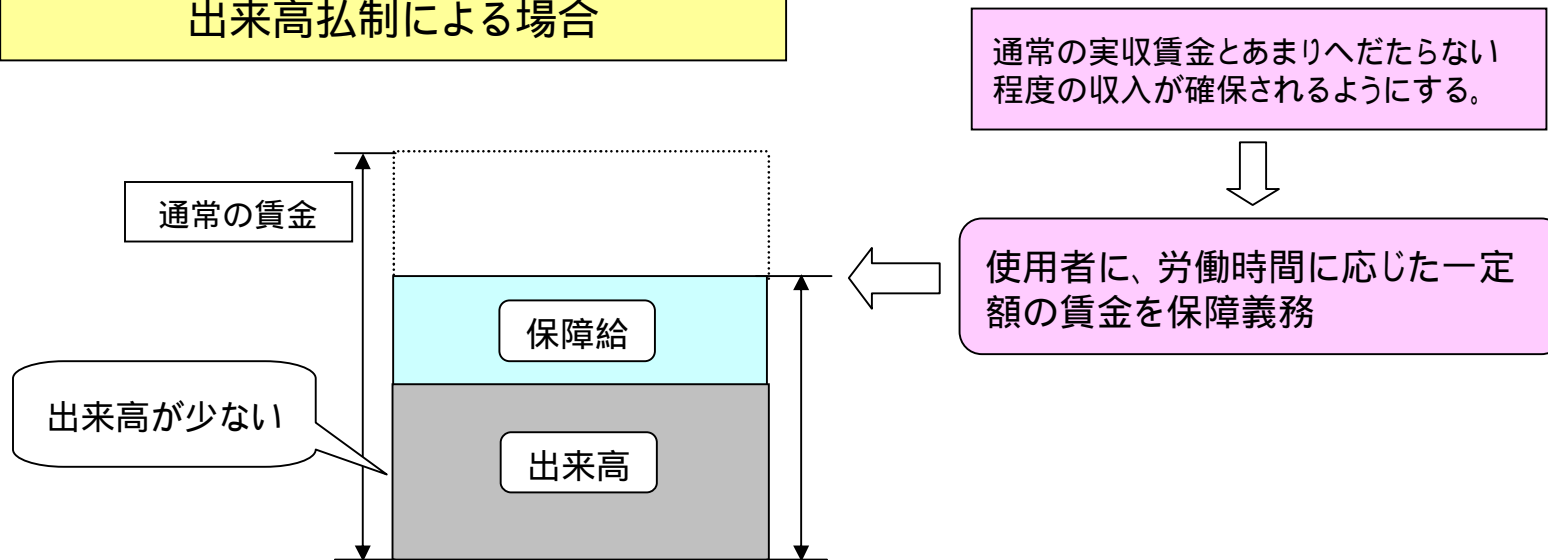 出来高払制による場合
通常の実収賃金とあまりへだたらない
程度の収入が確保されるようにする。
通常の賃金
使用者に、労働時間に応じた一定
額の賃金を保障義務
保障給
出来高が少ない
出来高